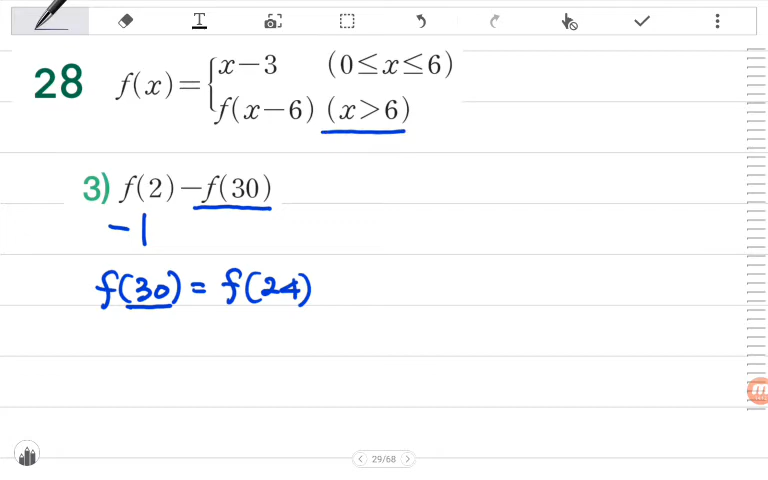 T
28 f(x)={x−3 (0≤x≤6)
f(x−6) (x>6)
3) f(2)−f(30)
−1
f(30) = f(24)
29/68